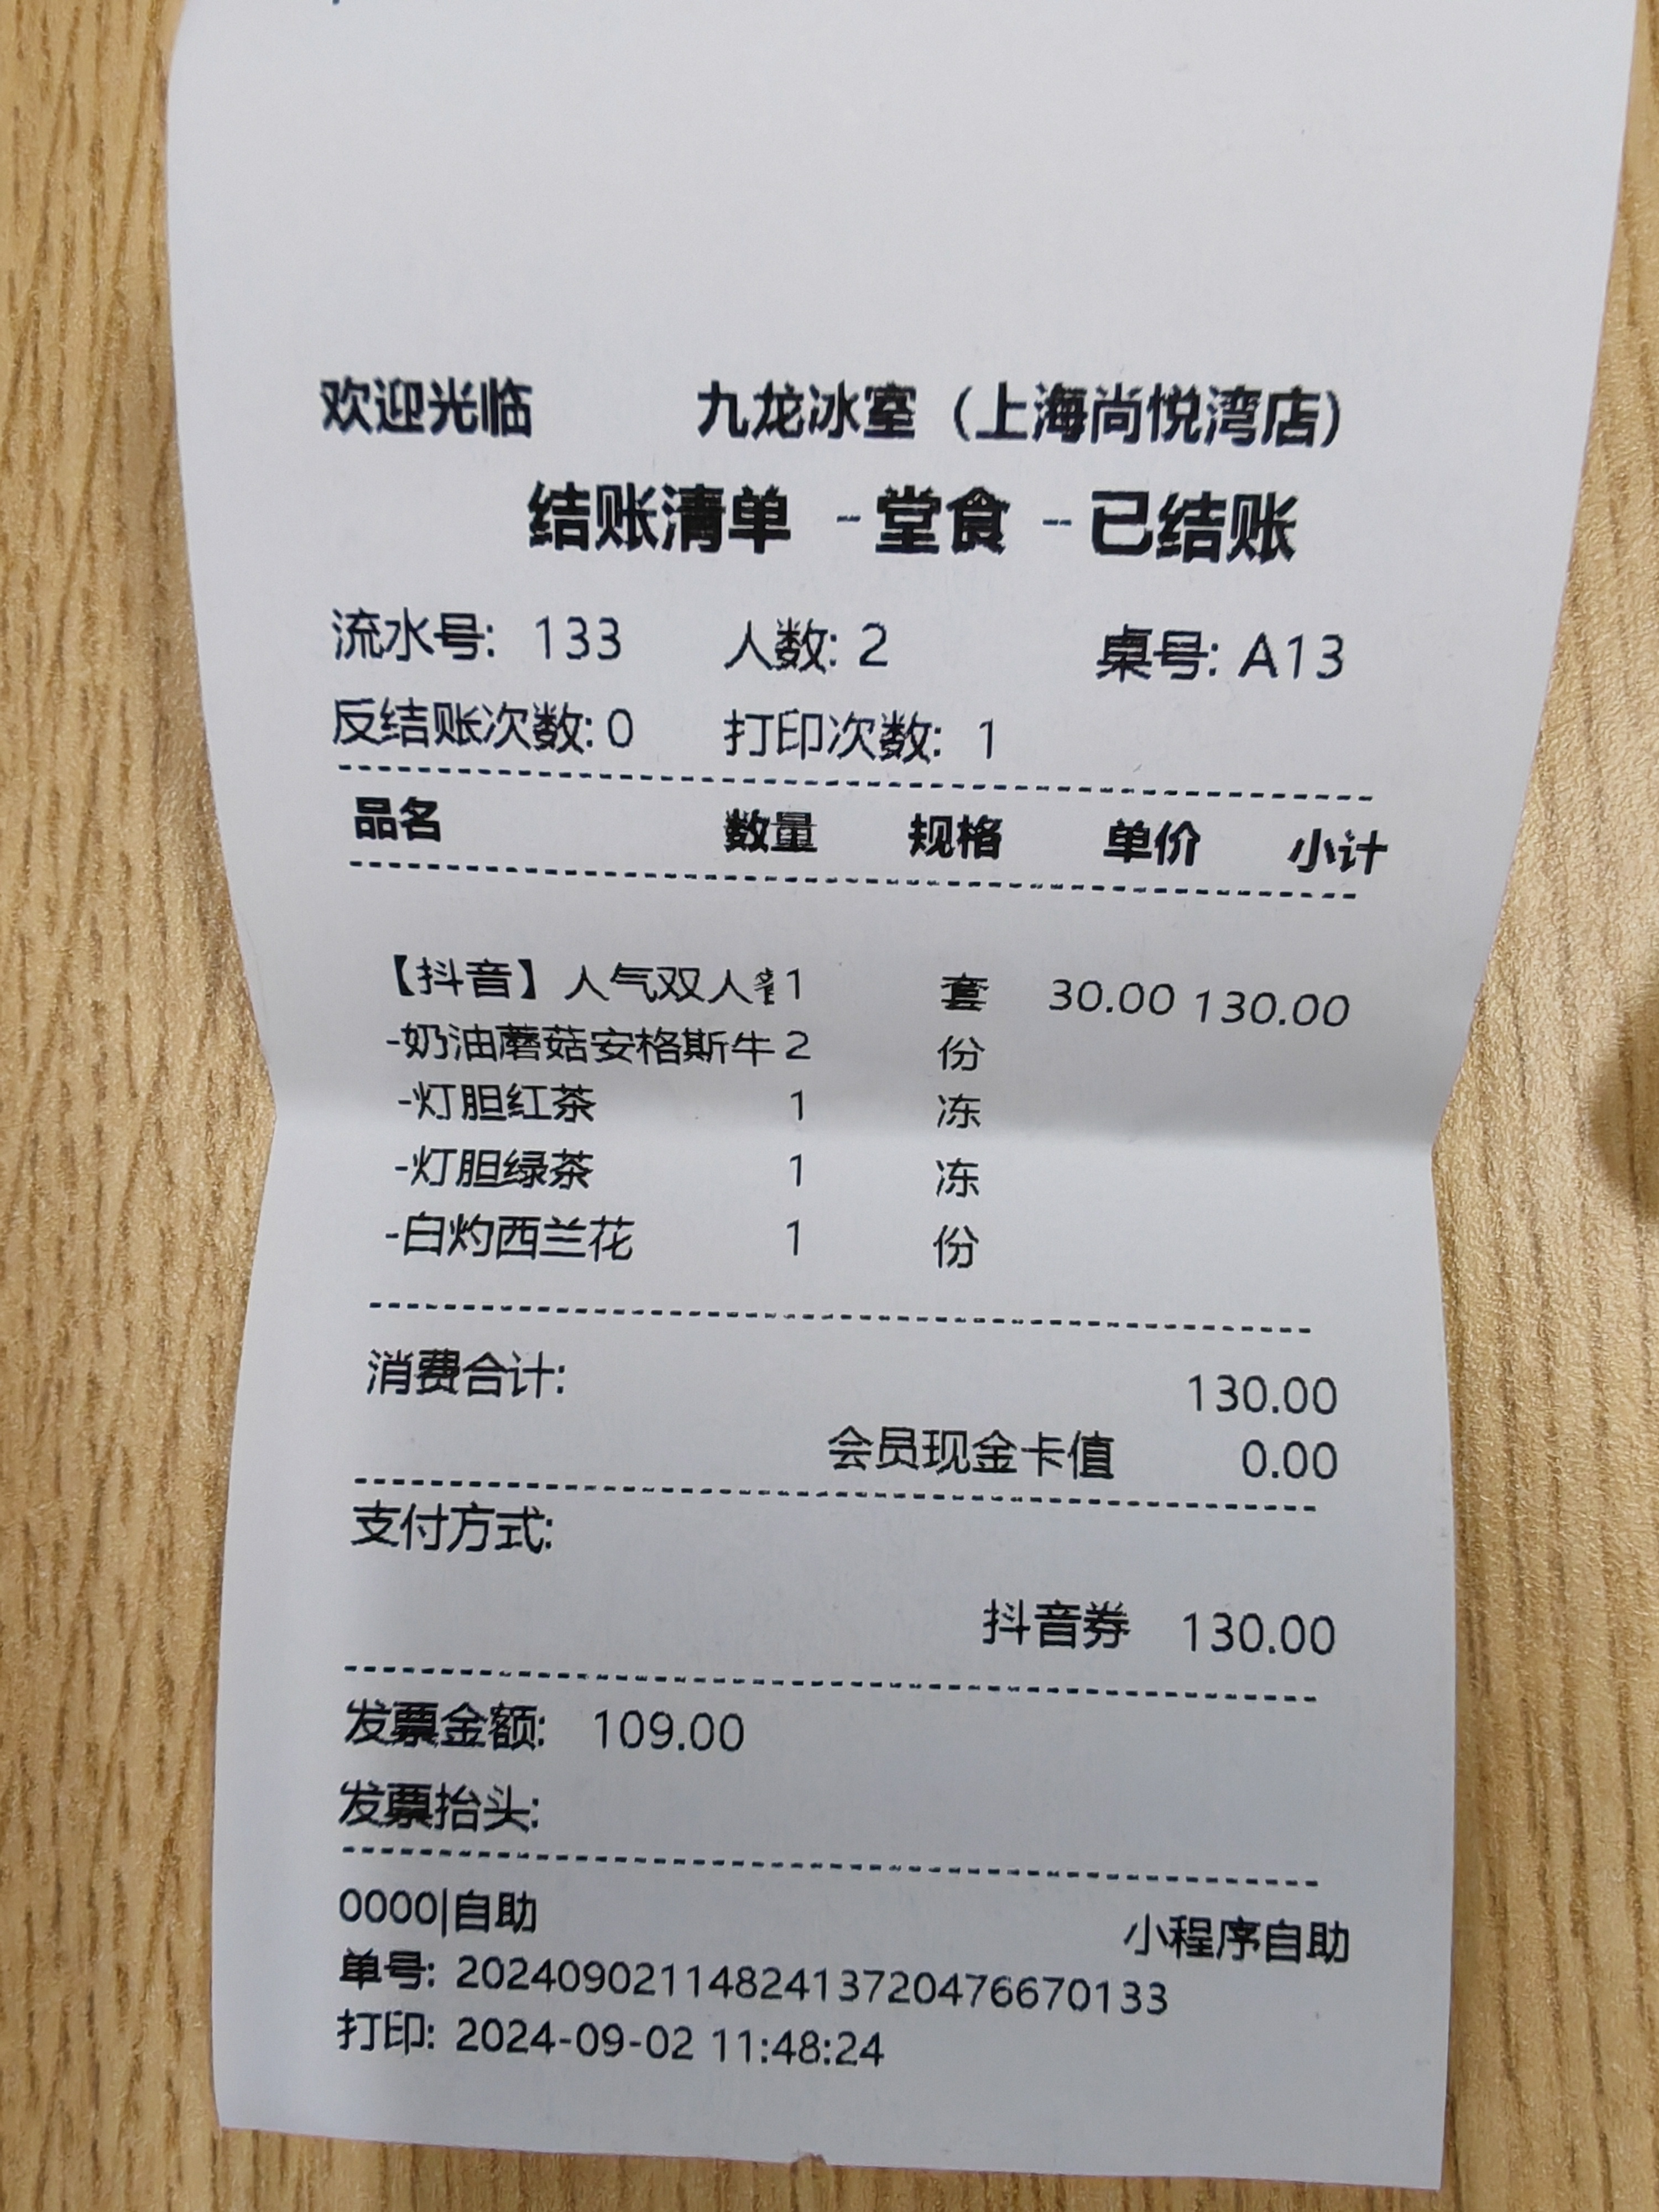 欢迎光临 九龙冰室（上海尚悦湾店）
结账清单 -堂食 -已结账
流水号: 133 人数: 2 桌号: A13
反结账次数: 0 打印次数: 1
品名 数量 规格 单价 小计
【抖音】人气双人 1 套 30.00 130.00
-奶油蘑菇安格斯牛 2 份
-灯胆红茶 1 冻
-灯胆绿茶 1 冻
-白灼西兰花 1 份
消费合计: 130.00
会员现金卡值 0.00
支付方式:
抖音券 130.00
发票金额: 109.00
发票抬头:
0000|自助 小程序自助
单号: 2024090211482413720476670133
打印: 2024-09-02 11:48:24